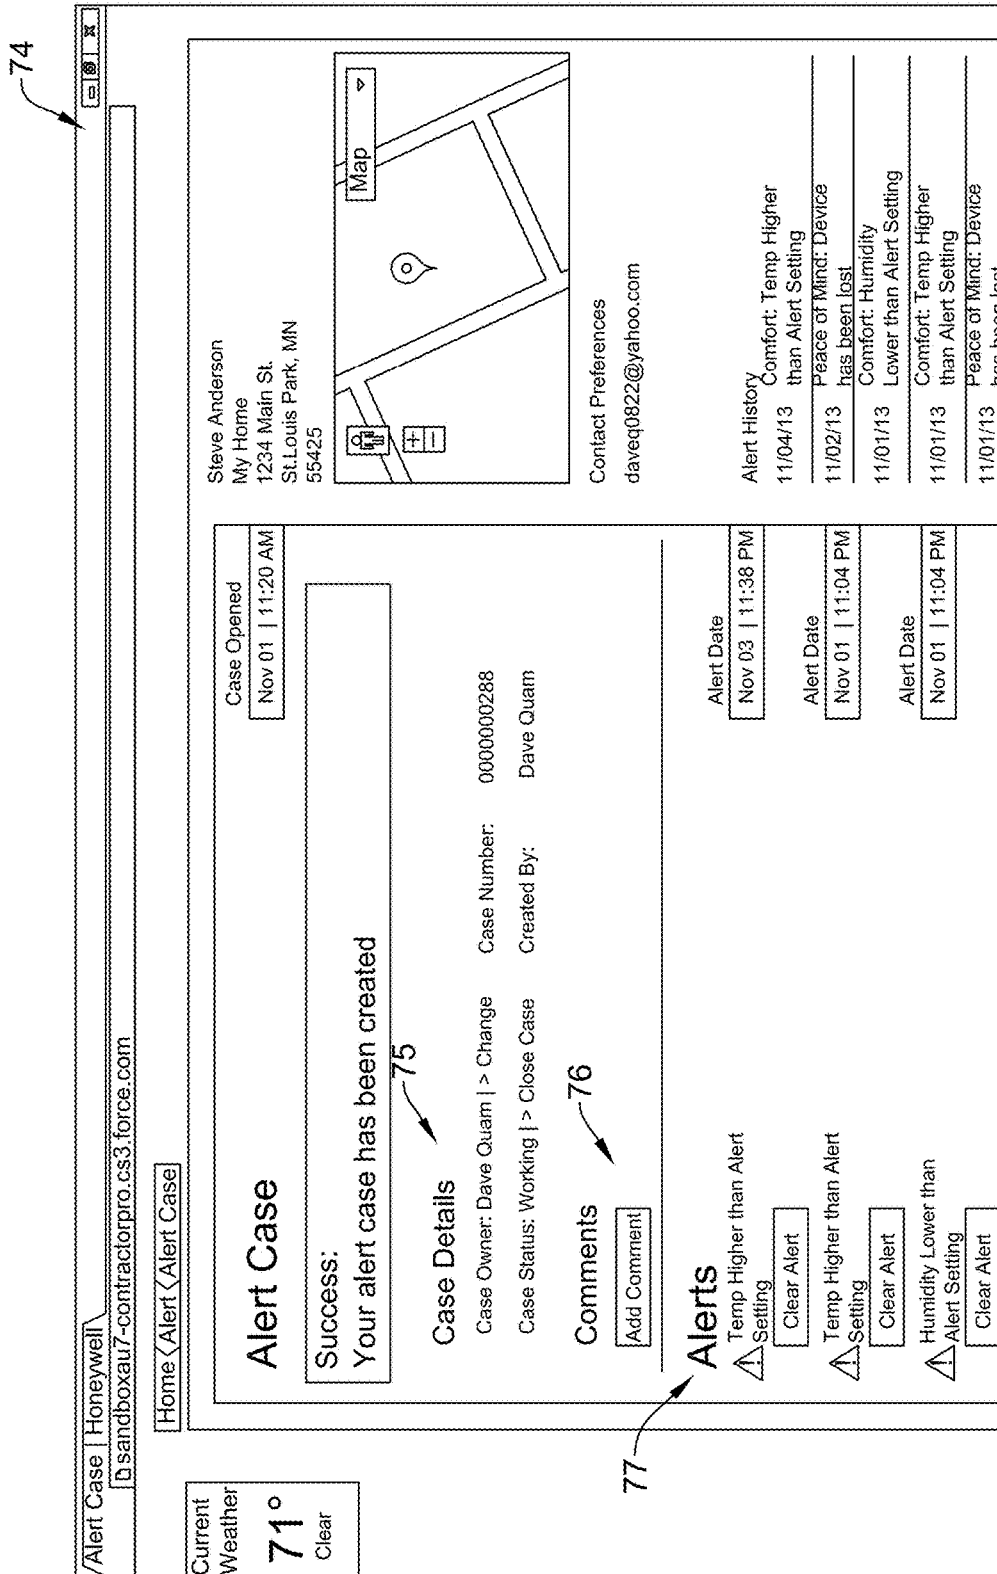 74
Alert Case | Honeywell
sandboxau7-contractorpro.cs3.force.com
Current
Weather
71°
Clear
Home Alert Alert Case
Alert Case
Case Opened
Nov 01 | 11:20 AM
Success:
Your alert case has been created
75
Case Details
Case Owner: Dave Quam | > Change Case Number: 0000000288
Case Status: Working | > Close Case Created By: Dave Quam
76
Comments
Add Comment
77
Alerts
Temp Higher than Alert
Setting
Clear Alert
Alert Date
Nov 03 | 11:38 PM
Temp Higher than Alert
Setting
Clear Alert
Alert Date
Nov 01 | 11:04 PM
Humidity Lower than
Alert Setting
Clear Alert
Alert Date
Nov 01 | 11:04 PM
Steve Anderson
My Home
1234 Main St.
St.Louis Park, MN
55425
Map
Contact Preferences
daveq0822@yahoo.com
Alert History
11/04/13 Comfort: Temp Higher
than Alert Setting
11/02/13 Peace of Mind: Device
has been lost
11/01/13 Comfort: Humidity
Lower than Alert Setting
11/01/13 Comfort: Temp Higher
than Alert Setting
11/01/13 Peace of Mind: Device
has been lost